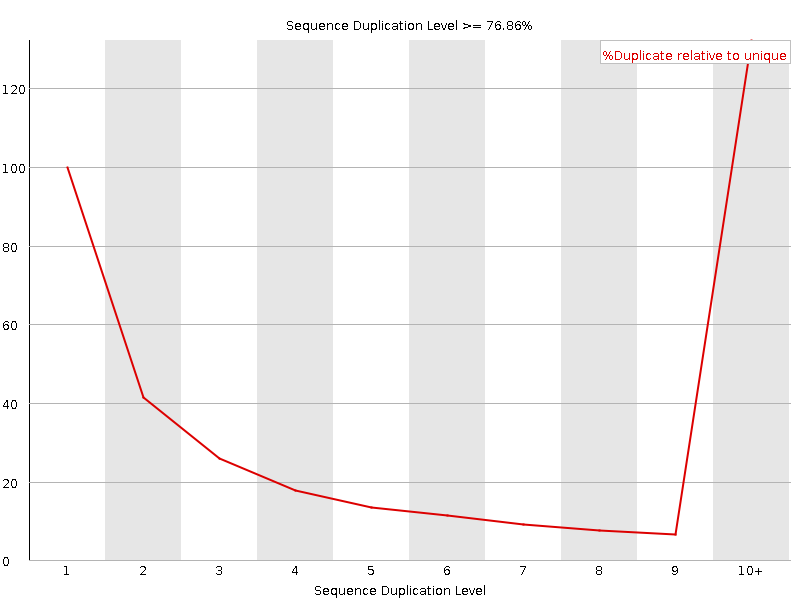 Sequence Duplication Level >= 76.86%
%Duplicate relative to unique
120
100
80
60
40
20
0
1 2 3 4 5 6 7 8 9 10+
Sequence Duplication Level